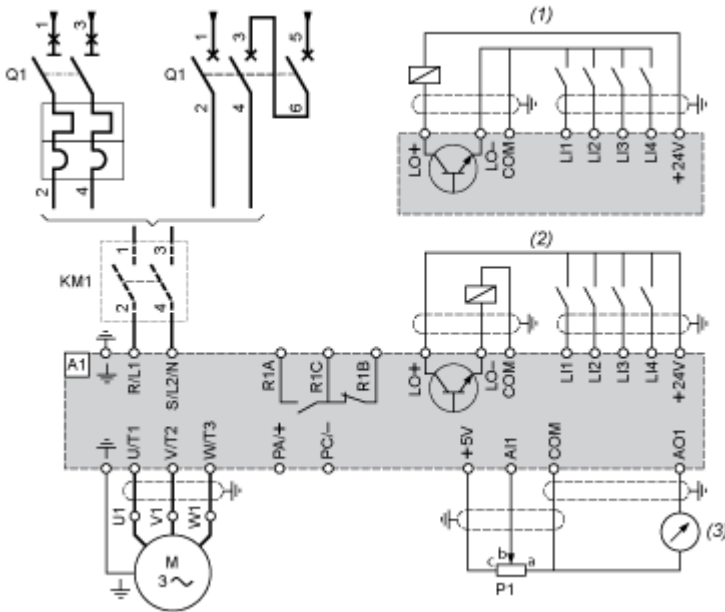 (1)
1 3
Q1
2 4
1 3 5
Q1
2 4 6
LO+ LO- COM LI1 LI2 LI3 LI4 +24V
1 3
KM1
2 4
(2)
A1
R/L1 S/L2/N R1A R1C R1B LO+ LO- COM LI1 LI2 LI3 LI4 +24V
U/T1 V/T2 W/T3 PA/+ PC/- +5V AI1 COM AO1
U1 V1 W1
M
3~
c b a
P1
(3)